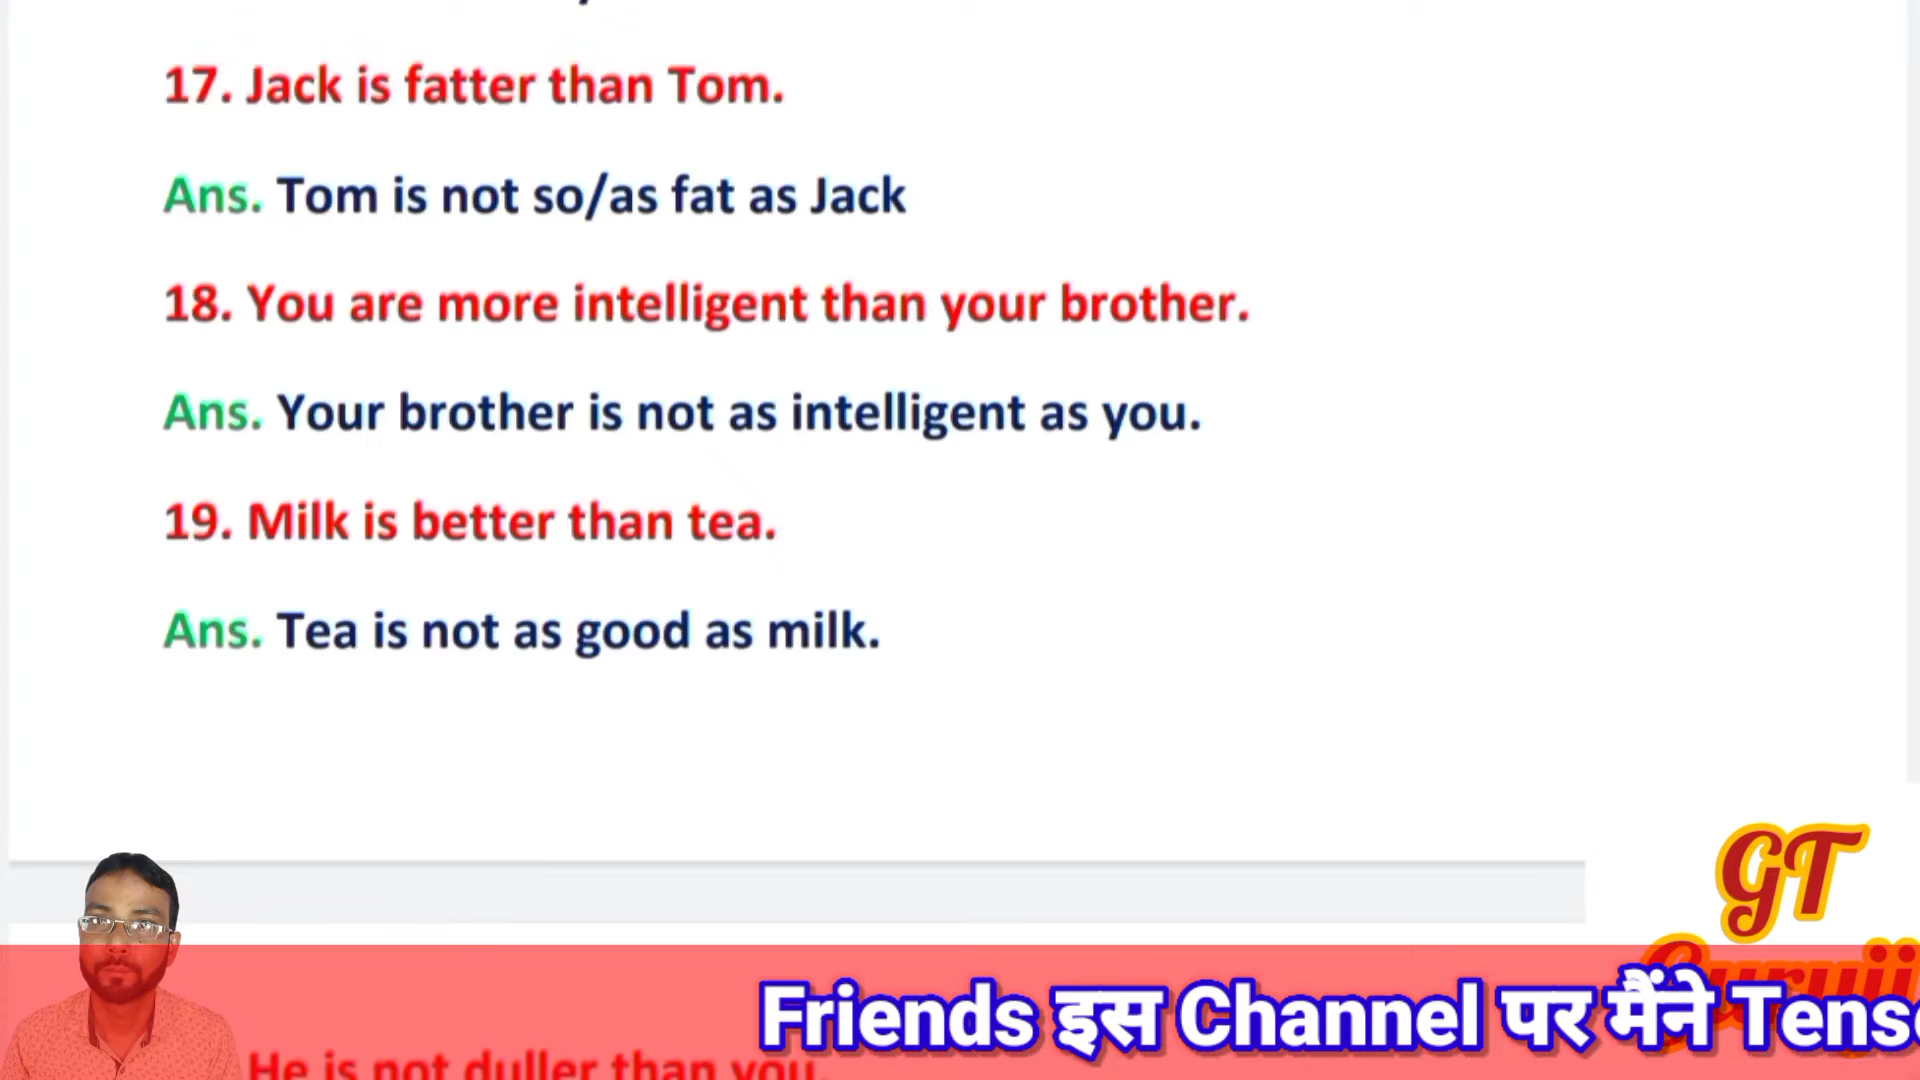 17. Jack is fatter than Tom.
Ans. Tom is not so/as fat as Jack
18. You are more intelligent than your brother.
Ans. Your brother is not as intelligent as you.
19. Milk is better than tea.
Ans. Tea is not as good as milk.
GT
Guruji
Friends इस Channel पर मैंने Tense
He is not duller than you.